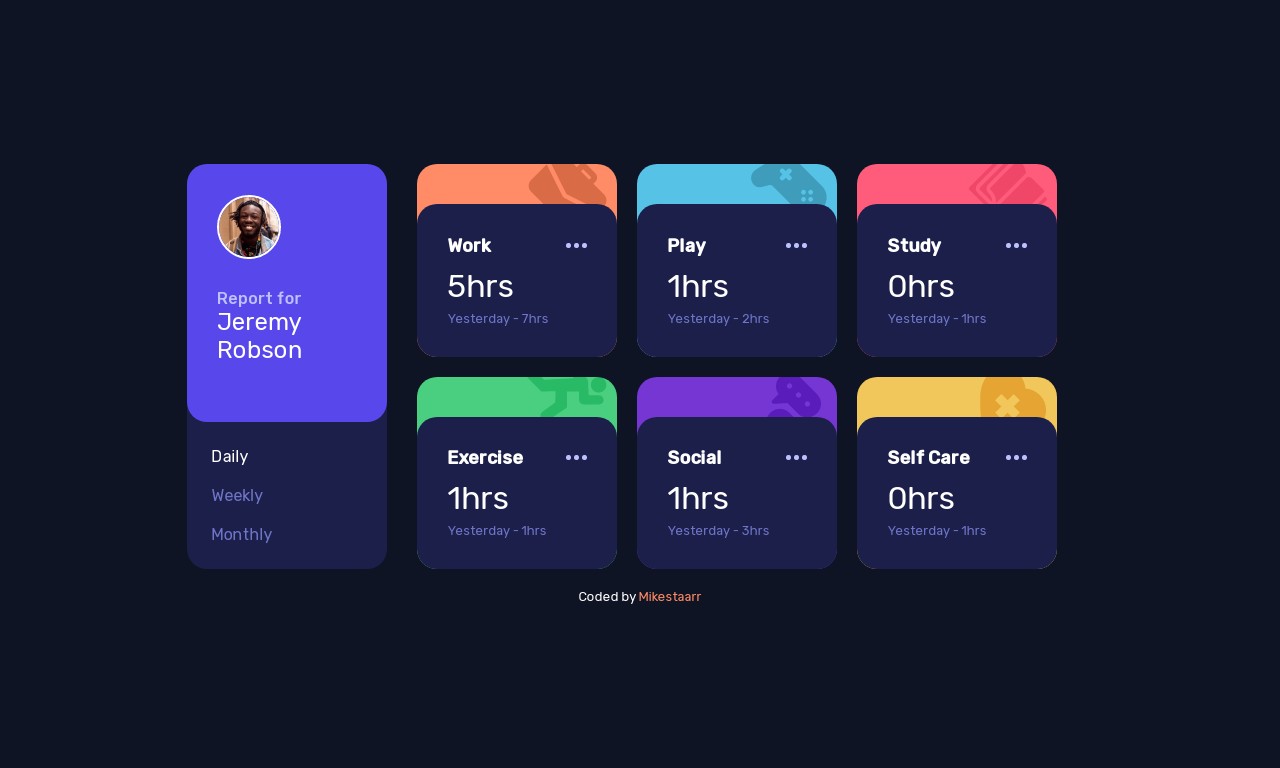 Report for
Jeremy
Robson
Daily
Weekly
Monthly
Work
5hrs
Yesterday - 7hrs
Play
1hrs
Yesterday - 2hrs
Study
0hrs
Yesterday - 1hrs
Exercise
1hrs
Yesterday - 1hrs
Social
1hrs
Yesterday - 3hrs
Self Care
0hrs
Yesterday - 1hrs
Coded by Mikestaarr